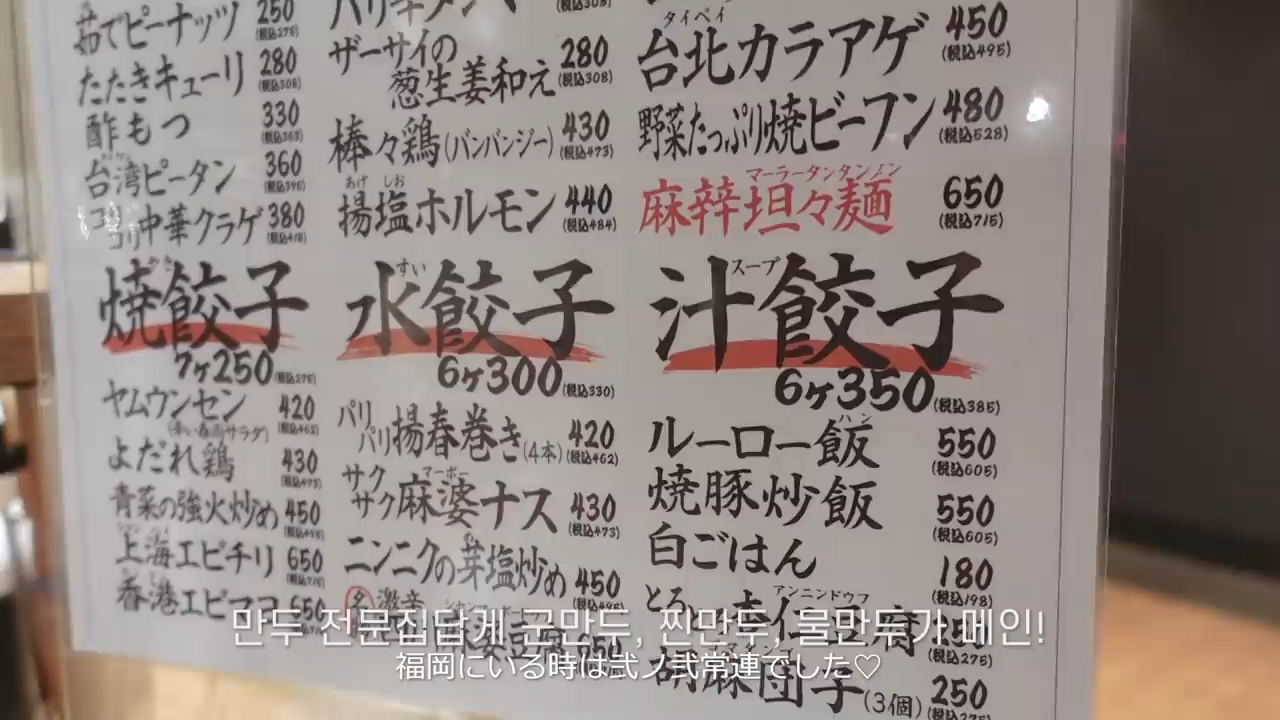 茹でピーナッツ 250 (税込275)
たたきキューリ 280 (税込308)
酢もつ 330 (税込363)
台湾ピータン 360 (税込396)
コリコリ中華クラゲ 380 (税込418)
焼餃子
7ヶ250 (税込275)
ヤムウンセン 420 (税込462)
(辛い春雨サラダ)
よだれ鶏 430 (税込473)
青菜の強火炒め 450 (税込495)
上海エビチリ 650
香港エビマヨ 650
ザーサイの
葱生姜和え 280 (税込308)
棒々鶏(バンバンジー) 430 (税込473)
あげ しお
揚塩ホルモン 440 (税込484)
すい
水餃子
6ヶ300 (税込330)
パリパリ揚春巻き(4本) 420 (税込462)
マーボー
サクサク麻婆ナス 430 (税込473)
ニンニクの芽塩炒め 450 (税込495)
激辛
タイペイ
台北カラアゲ 450 (税込495)
野菜たっぷり焼ビーフン 480 (税込528)
マーラータンタンメン
麻辣坦々麺 650 (税込715)
スープ
汁餃子
6ヶ350 (税込385)
ハン
ルーロー飯 550 (税込605)
焼豚炒飯 550 (税込605)
白ごはん 180 (税込198)
アンニンドゥフ
仁豆腐 (税込275)
胡麻団子(3個) 250
만두 전문집답게 군만두, 찐만두, 물만두가 메인!
福岡にいる時は弐ノ弐常連でした♡